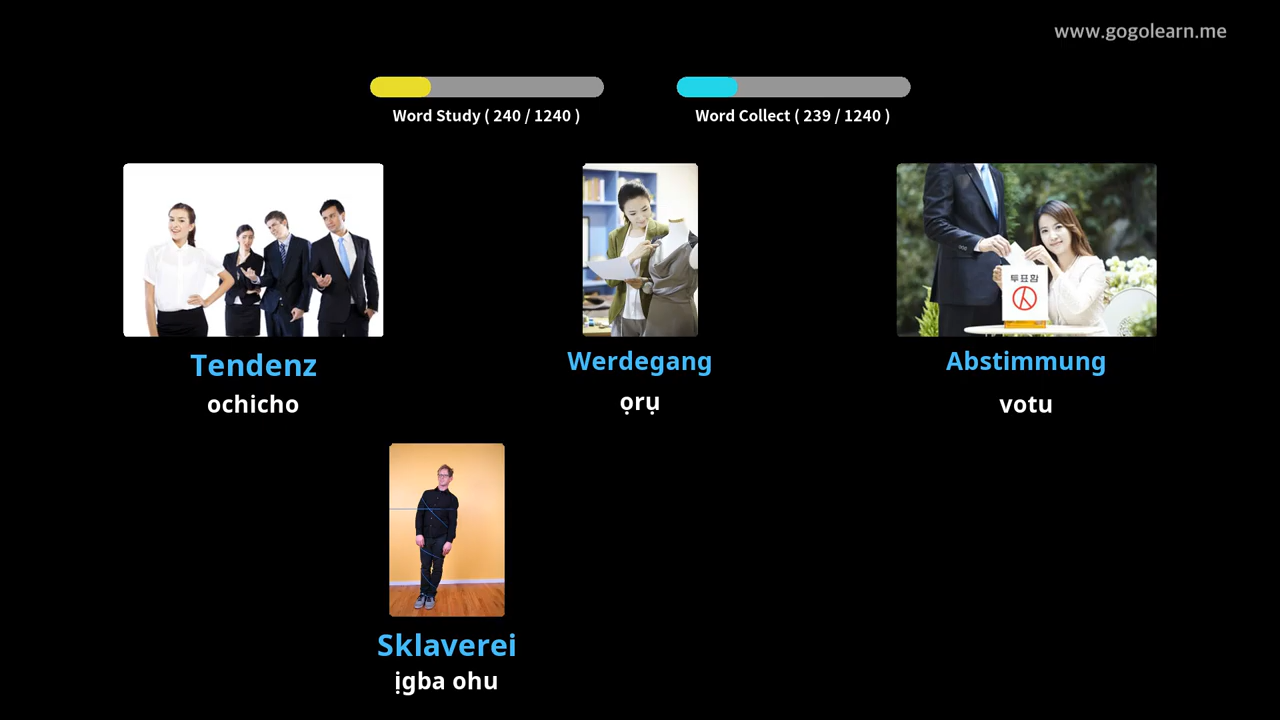 www.gogolearn.me
Word Study ( 240 / 1240 )
Word Collect ( 239 / 1240 )
투표함
Tendenz
ochicho
Werdegang
ọrụ
Abstimmung
votu
Sklaverei
ịgba ohu